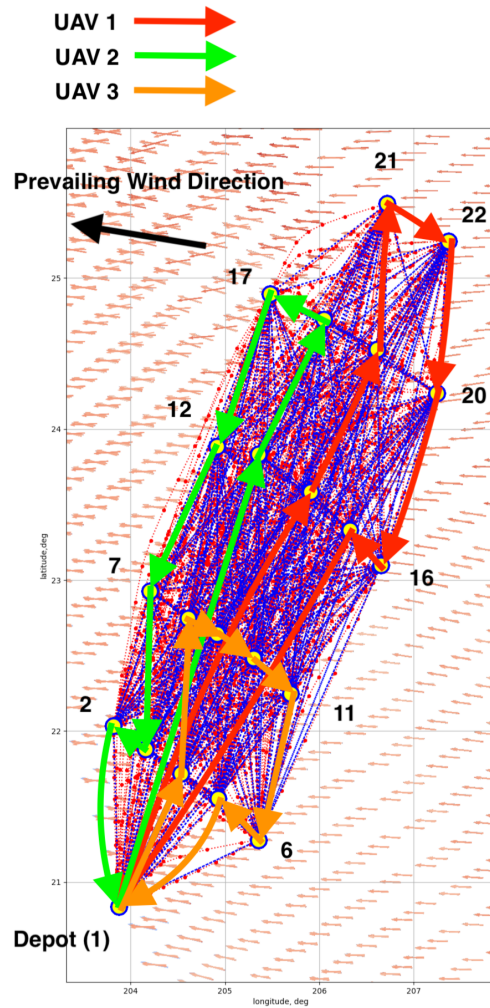 UAV 1
UAV 2
UAV 3
21
Prevailing Wind Direction
22
17
25
20
12
24
latitude,deg
7
23
16
2
11
22
6
21
Depot (1)
204
205
206
207
longitude, deg